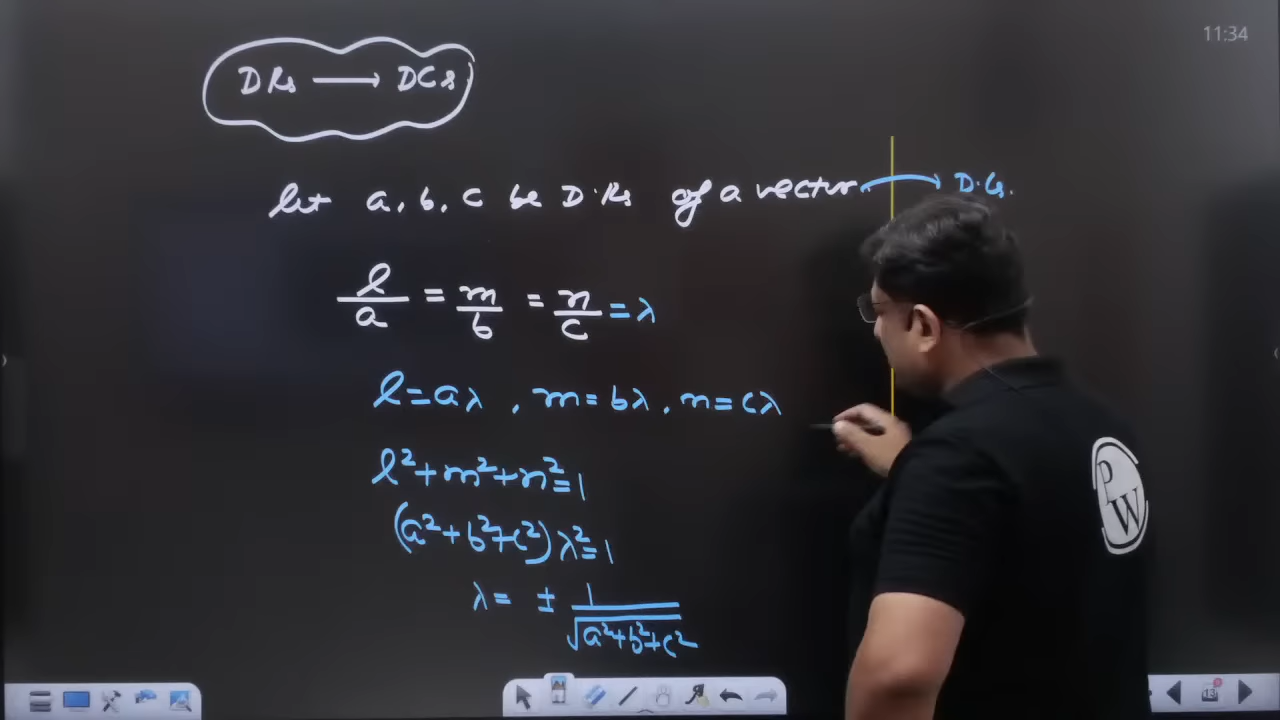 11:34
DRs → DCs
let a, b, c be D.Rs of a vector. → D.Cs.
l/a = m/b = n/c = λ
l = aλ, m = bλ, n = cλ
l²+m²+n²=1
(a²+b²+c²)λ²=1
λ = ± 1/√a²+b²+c²
PW
13